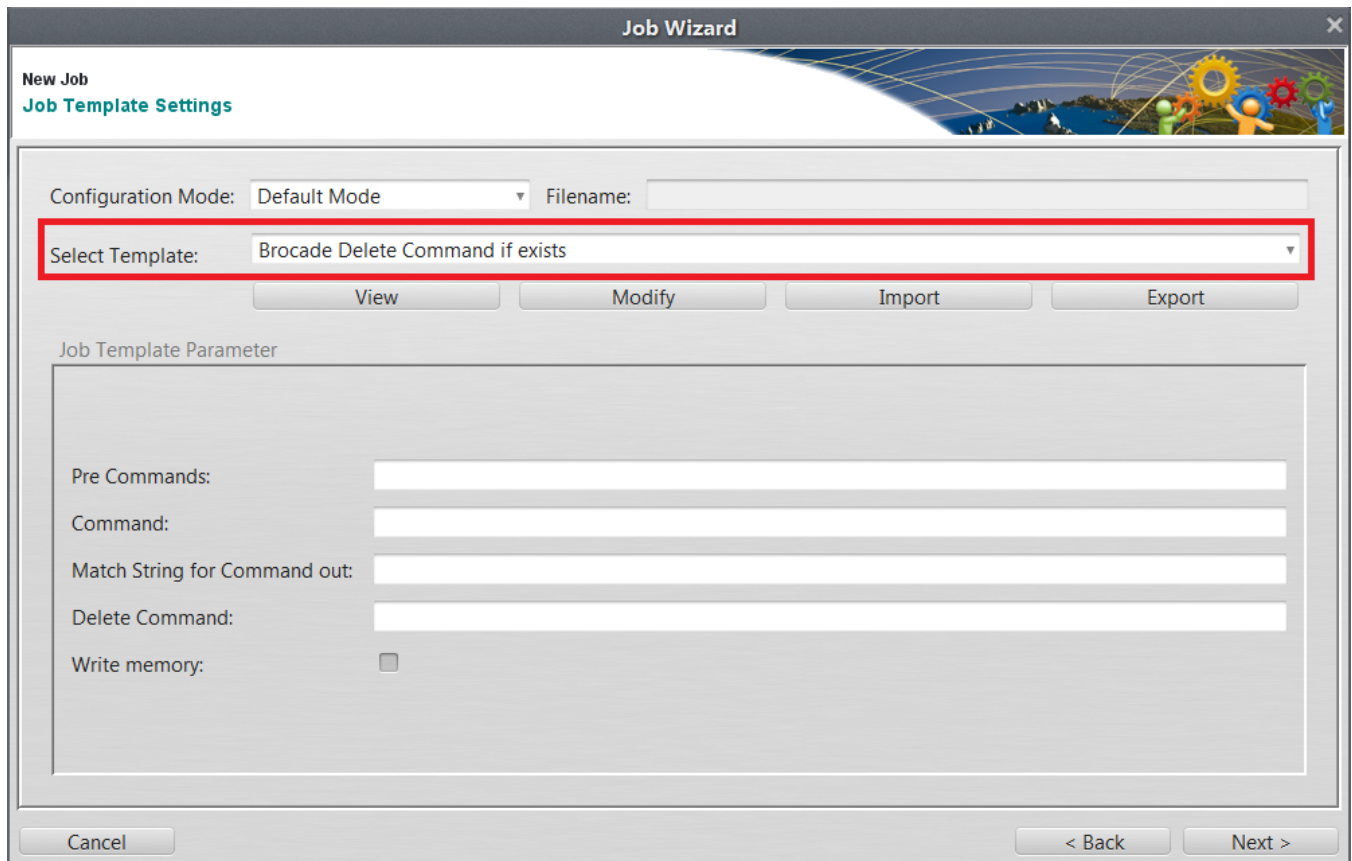 Job Wizard
New Job
Job Template Settings
Configuration Mode: Default Mode Filename:
Select Template: Brocade Delete Command if exists
View Modify Import Export
Job Template Parameter
Pre Commands:
Command:
Match String for Command out:
Delete Command:
Write memory:
Cancel < Back Next >